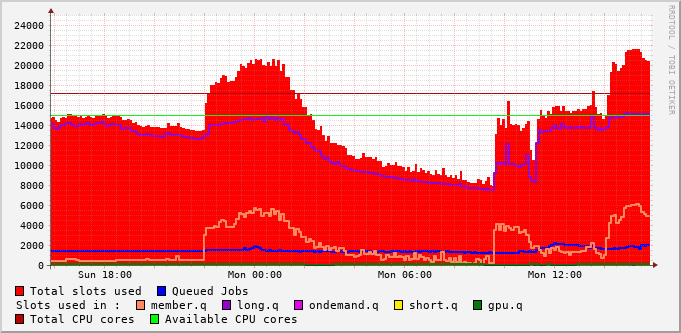 RRDTOOL / TOBI OETIKER
24000
22000
20000
18000
16000
14000
12000
10000
8000
6000
4000
2000
0
Sun 18:00 Mon 00:00 Mon 06:00 Mon 12:00
Total slots used Queued Jobs
Slots used in : member.q long.q ondemand.q short.q gpu.q
Total CPU cores Available CPU cores